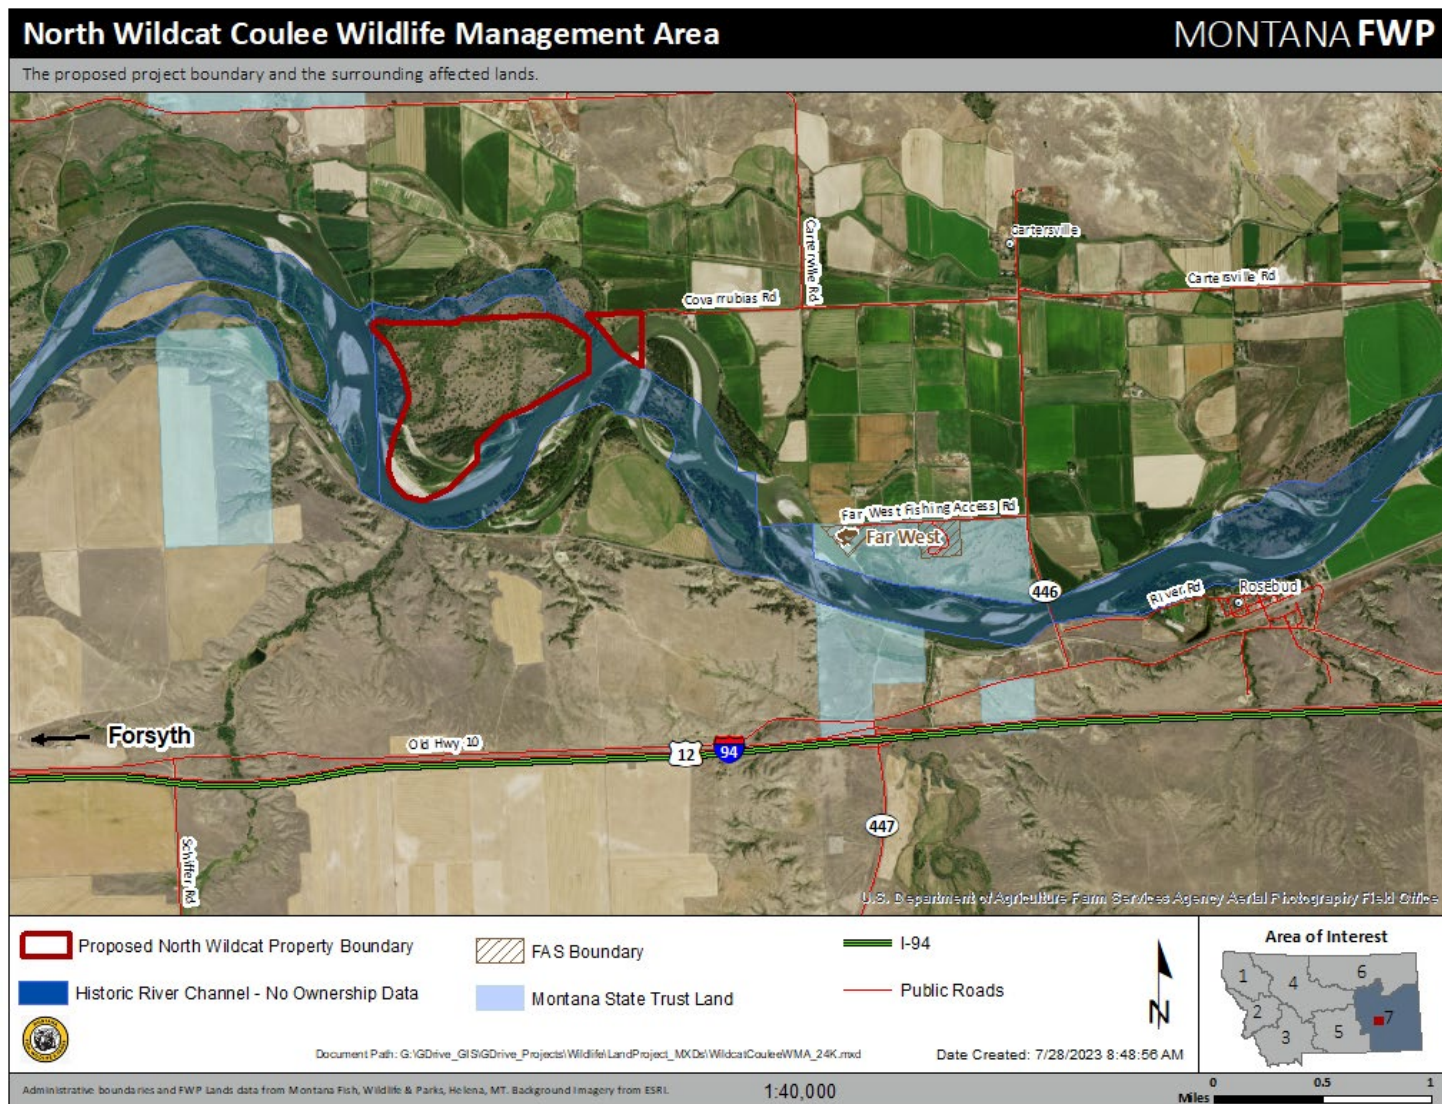 North Wildcat Coulee Wildlife Management Area
MONTANA FWP
The proposed project boundary and the surrounding affected lands.
Carterville Rd
Cartersville
Cartersville Rd
Covarrubias Rd
Far West Fishing Access Rd
Far West
446
River Rd
Rosebud
Forsyth
Old Hwy 10
12
94
447
Schiffer Rd
U.S. Department of Agriculture Farm Services Agency Aerial Photography Field Office
Proposed North Wildcat Property Boundary
FAS Boundary
I-94
Historic River Channel - No Ownership Data
Montana State Trust Land
Public Roads
N
Area of Interest
1
4
6
2
3
5
7
Document Path: G:\GDrive_GIS\GDrive_Projects\Wildlife\LandProject_MXDs\WildcatCouleeWMA_24K.mxd
Date Created: 7/28/2023 8:48:56 AM
Administrative boundaries and FWP Lands data from Montana Fish, Wildlife & Parks, Helena, MT. Background Imagery from ESRI.
1:40,000
0 0.5 1
Miles